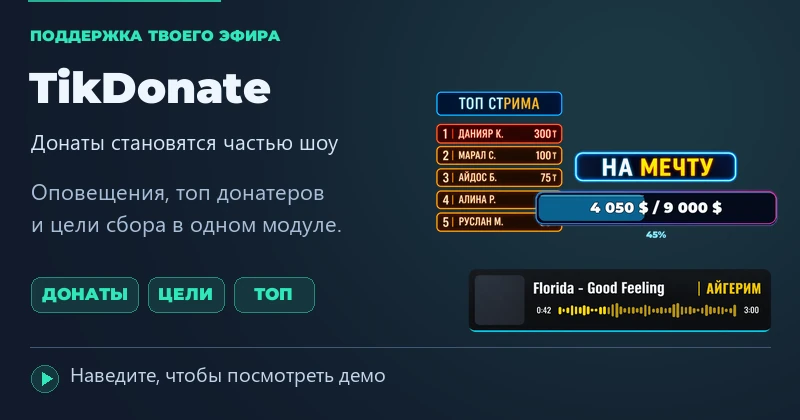 ПОДДЕРЖКА ТВОЕГО ЭФИРА
TikDonate
Донаты становятся частью шоу
Оповещения, топ донатеров
и цели сбора в одном модуле.
ДОНАТЫ ЦЕЛИ ТОП
ТОП СТРИМА
1 ДАНИЯР К. 300 ₸
2 МАРАЛ С. 100 ₸
3 АЙДОС Б. 75 ₸
4 АЛИНА Р.
5 РУСЛАН М.
НА МЕЧТУ
4 050 $ / 9 000 $
45%
Florida - Good Feeling | АЙГЕРИМ
0:42 3:00
Наведите, чтобы посмотреть демо